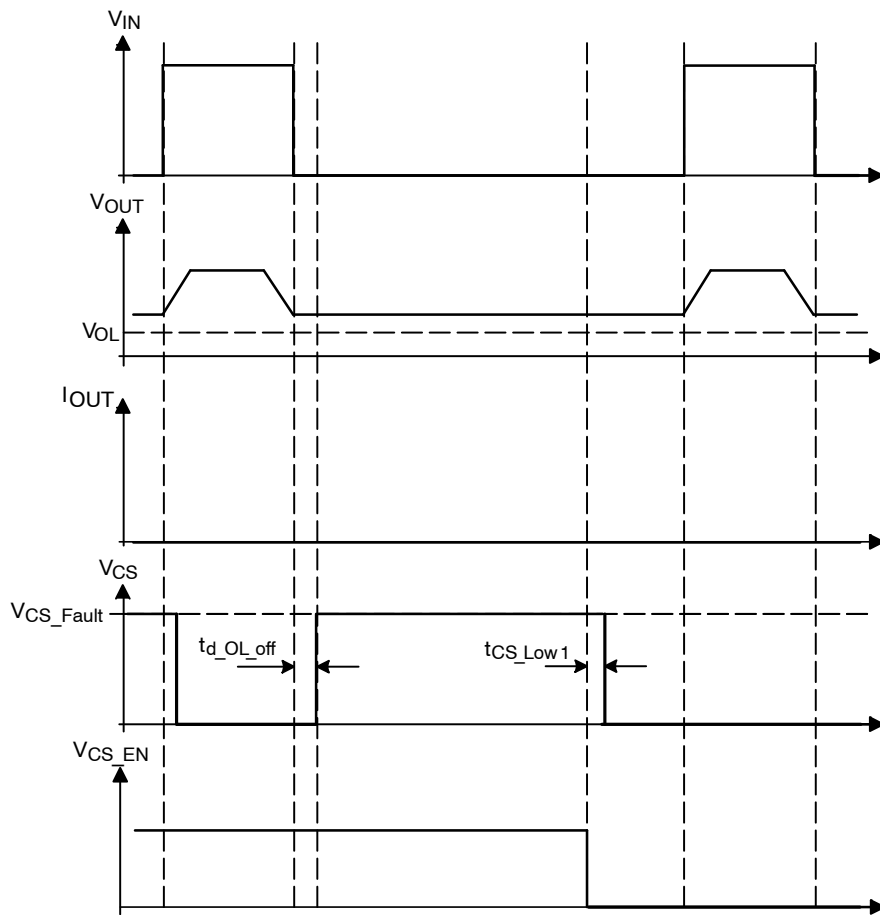 VIN
VOUT
VOL
IOUT
VCS
VCS_Fault
td_OL_off
tCS_Low1
VCS_EN